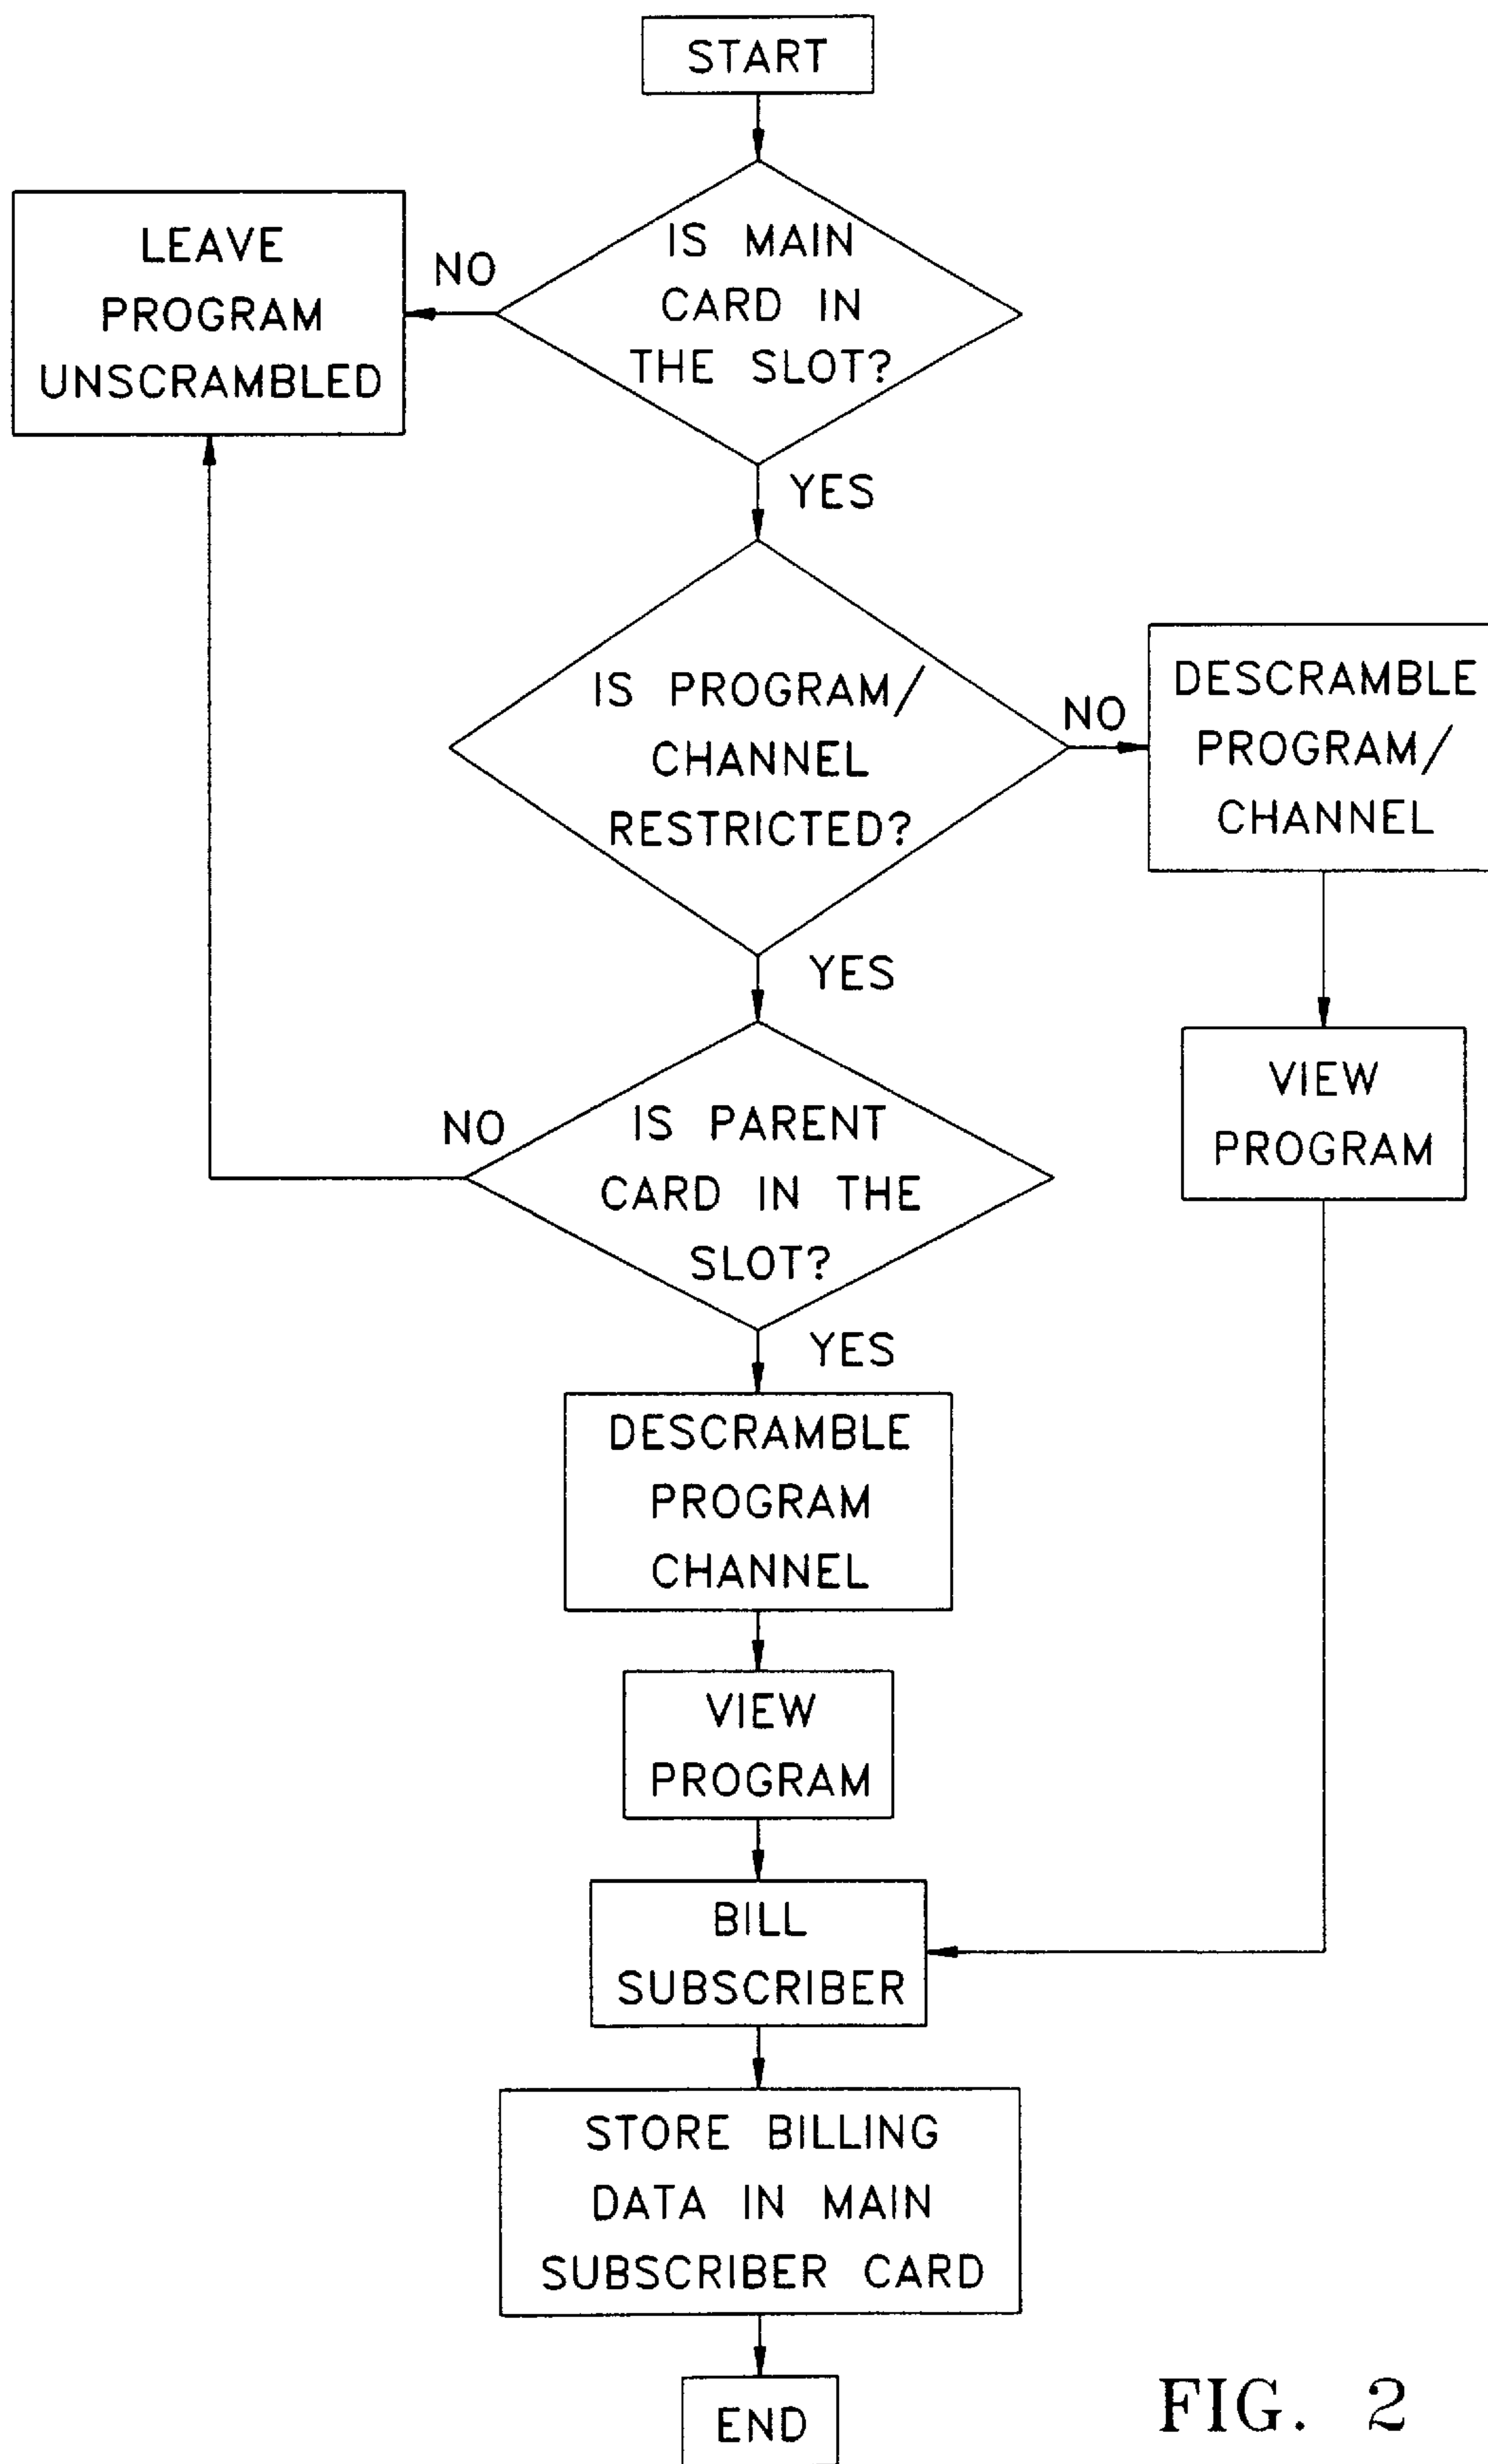 START
IS MAIN
CARD IN
THE SLOT?
NO
LEAVE
PROGRAM
UNSCRAMBLED
YES
IS PROGRAM/
CHANNEL
RESTRICTED?
NO
DESCRAMBLE
PROGRAM/
CHANNEL
VIEW
PROGRAM
YES
IS PARENT
CARD IN THE
SLOT?
NO
YES
DESCRAMBLE
PROGRAM
CHANNEL
VIEW
PROGRAM
BILL
SUBSCRIBER
STORE BILLING
DATA IN MAIN
SUBSCRIBER CARD
END
FIG. 2